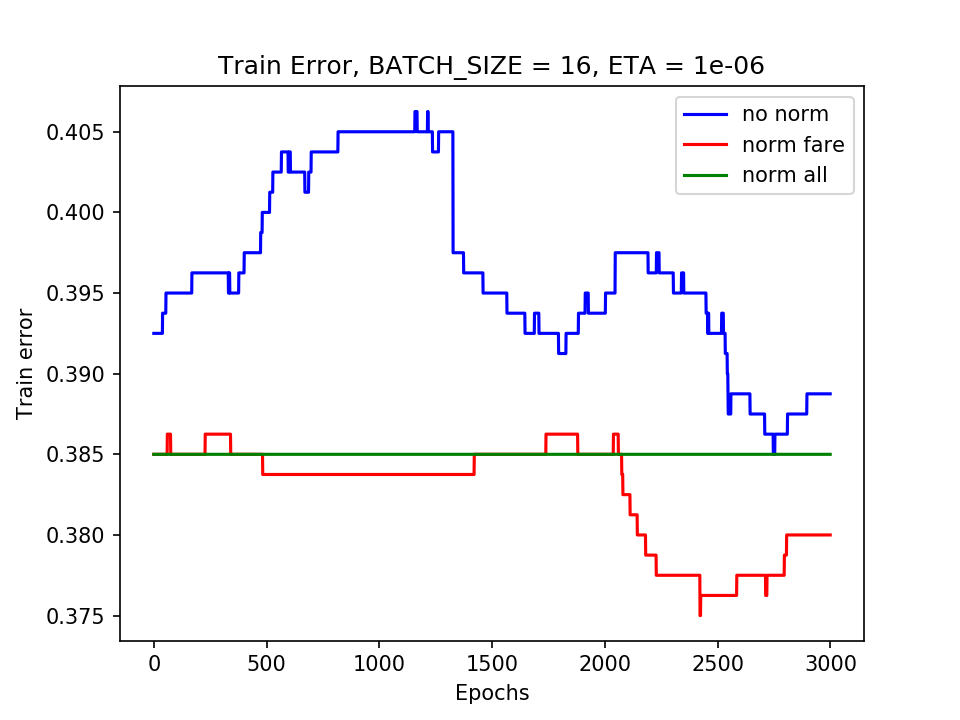 Train Error, BATCH_SIZE = 16, ETA = 1e-06
no norm
norm fare
norm all
0.405
0.400
0.395
0.390
0.385
0.380
0.375
Train error
0
500
1000
1500
2000
2500
3000
Epochs